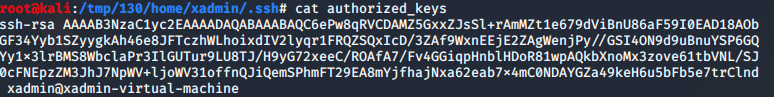 root@kali:/tmp/130/home/xadmin/.ssh# cat authorized_keys
ssh-rsa AAAAB3NzaC1yc2EAAAADAQABAAABAQC6ePw8qRVCDAMZ5GxxZJsSl+rAmMZt1e679dViBnU86aF59I0EAD18AOb
GF34Yyb1SZyygkAh46e8JFTczhWLhoixdIV2lyqr1FRQZSQxIcD/3ZAf9WxnEEjE2ZAgWenjPy//GSI4ON9d9uBnuYSP6GQ
Yy1×3lrBMS8WbclaPr3IlGUTur9LU8TJ/H9yG72xeeC/ROAfA7/Fv4GGiqpHnblHDoR81wpAQkbXnoMx3zove61tbVNL/SJ
0cFNEpzZM3JhJ7NpWV+ljoWV31offnQJiQemSPhmFT29EA8mYjfhajNxa62eab7×4mC0NDAYGZa49keH6u5bFb5e7trClnd
xadmin@xadmin-virtual-machine